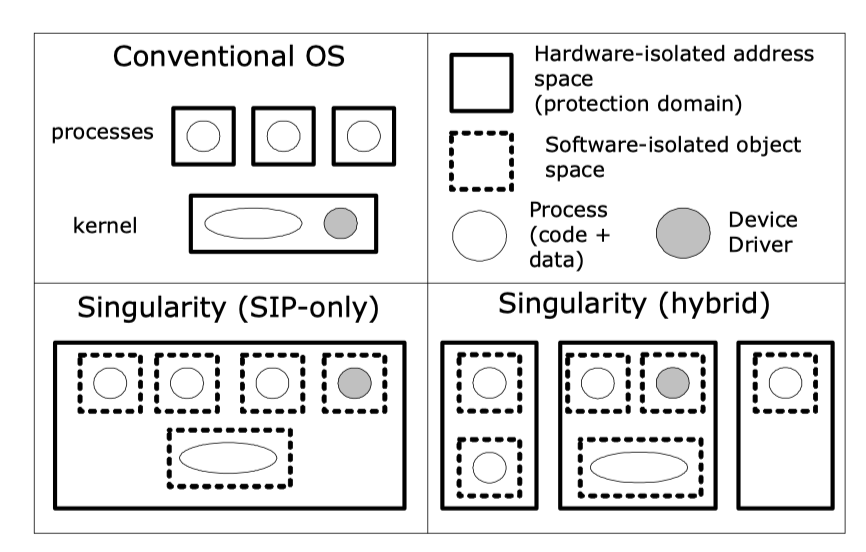 Conventional OS
processes
kernel
Hardware-isolated address
space
(protection domain)
Software-isolated object
space
Process
(code +
data)
Device
Driver
Singularity (SIP-only)
Singularity (hybrid)